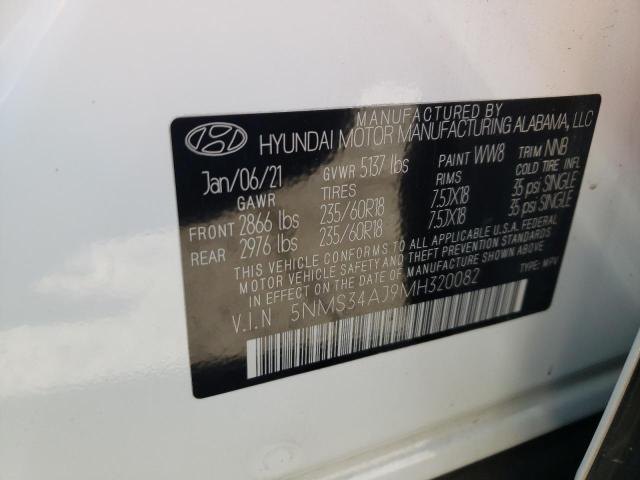 MANUFACTURED BY
HYUNDAI MOTOR MANUFACTURING ALABAMA, LLC
Jan/06/21 GVWR 5137 lbs PAINT WW8 TRIM NNB
GAWR TIRES RIMS COLD TIRE INFL
FRONT 2866 lbs 235/60R18 7.5JX18 35 psi SINGLE
REAR 2976 lbs 235/60R18 7.5JX18 35 psi SINGLE
THIS VEHICLE CONFORMS TO ALL APPLICABLE U.S.A. FEDERAL
MOTOR VEHICLE SAFETY AND THEFT PREVENTION STANDARDS
IN EFFECT ON THE DATE OF MANUFACTURE SHOWN ABOVE
V.I.N 5NMS34AJ9MH320082 TYPE: MPV